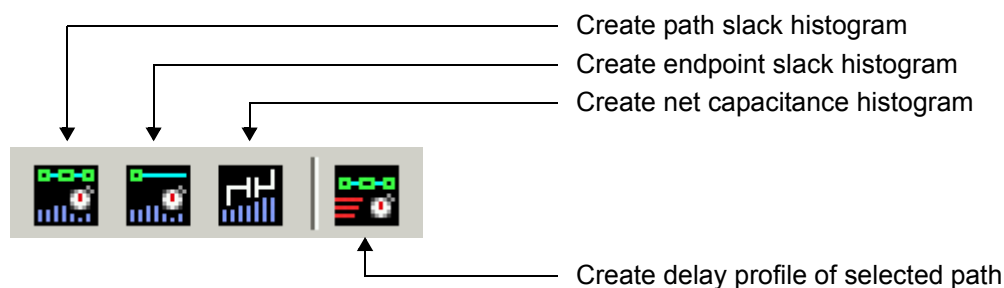 Create path slack histogram
Create endpoint slack histogram
Create net capacitance histogram
Create delay profile of selected path